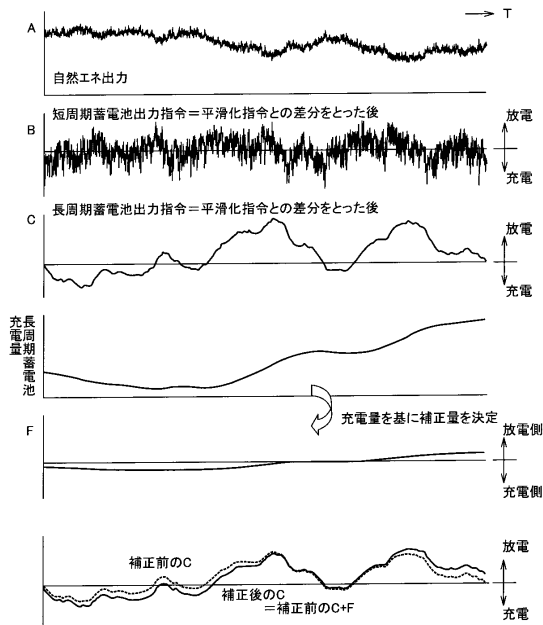 T
A
自然エネ出力
短周期蓄電池出力指令=平滑化指令との差分をとった後
B
放電
充電
長周期蓄電池出力指令=平滑化指令との差分をとった後
C
放電
充電
長周期蓄電池
充電量
充電量を基に補正量を決定
F
放電側
充電側
補正前のC
補正後のC
=補正前のC+F
放電
充電